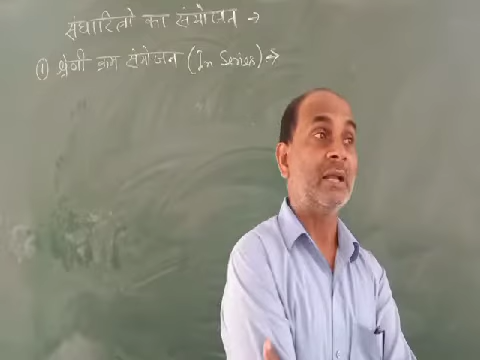 संधारित्रो का संयोजन →
① श्रेणी क्रम संयोजन (In Series) →